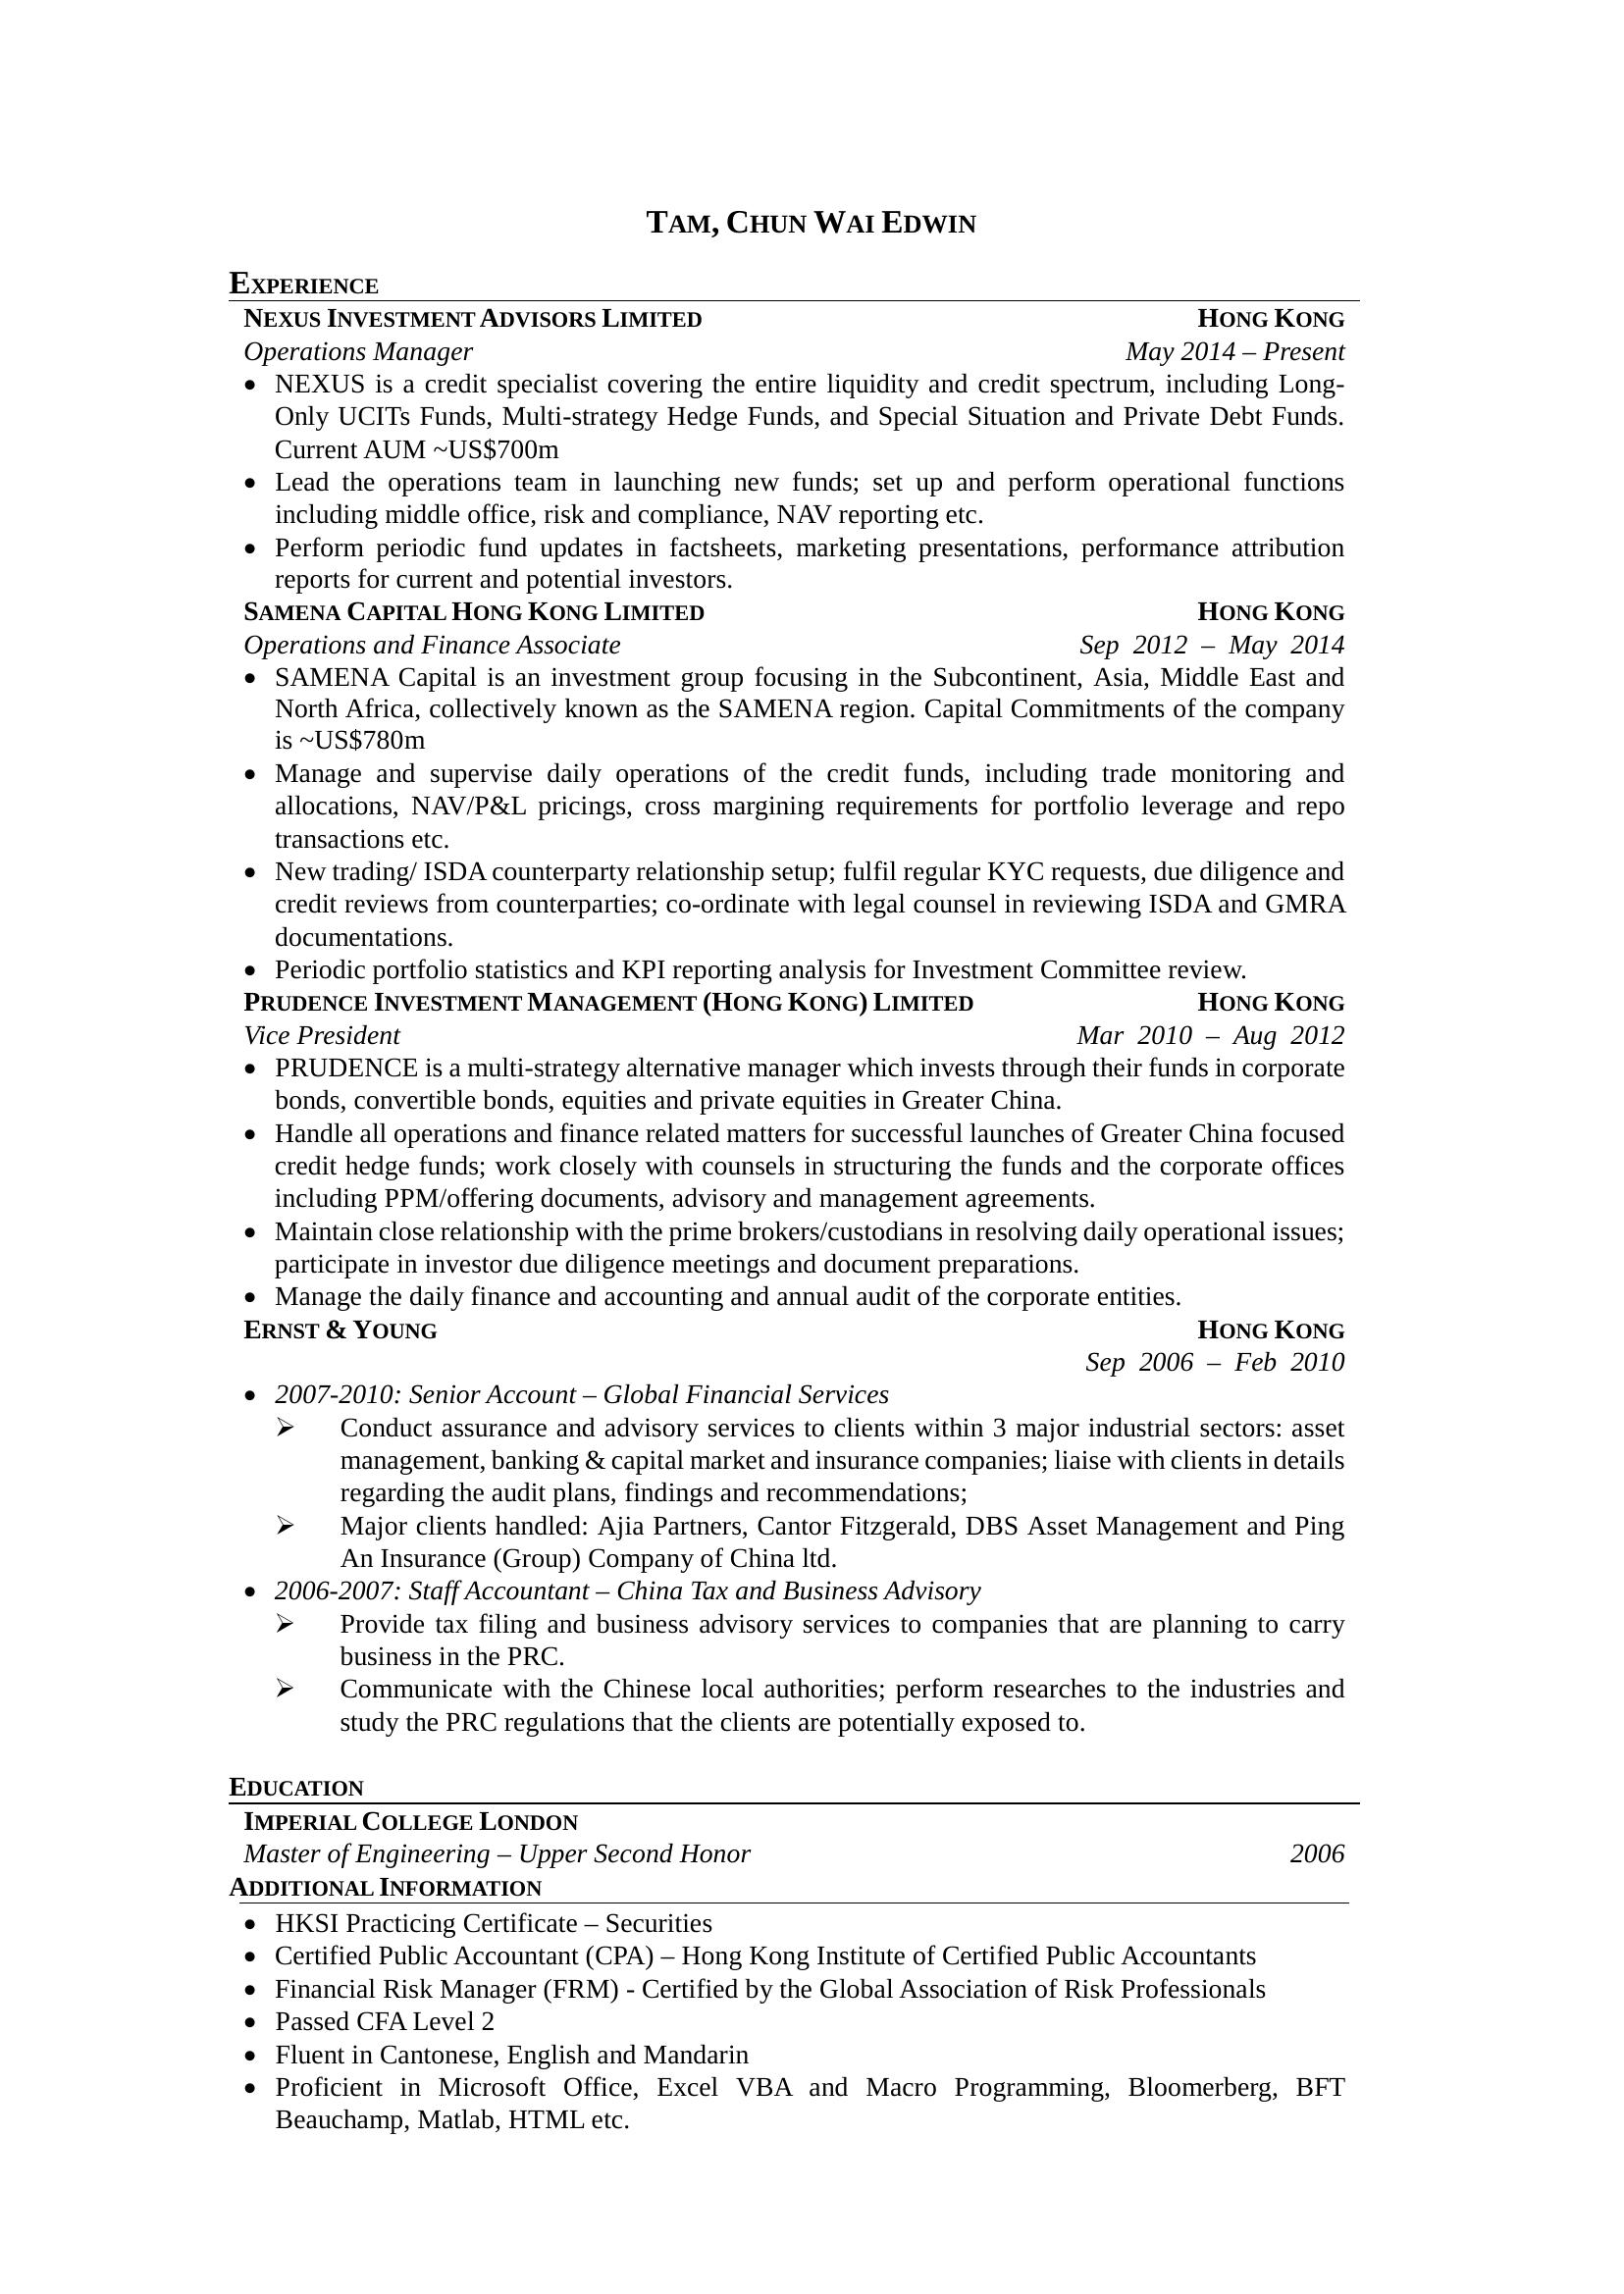 TAM, CHUN WAI EDWIN
EXPERIENCE
NEXUS INVESTMENT ADVISORS LIMITED HONG KONG
Operations Manager May 2014 – Present
• NEXUS is a credit specialist covering the entire liquidity and credit spectrum, including Long-
Only UCITs Funds, Multi-strategy Hedge Funds, and Special Situation and Private Debt Funds.
Current AUM ~US$700m
• Lead the operations team in launching new funds; set up and perform operational functions
including middle office, risk and compliance, NAV reporting etc.
• Perform periodic fund updates in factsheets, marketing presentations, performance attribution
reports for current and potential investors.
SAMENA CAPITAL HONG KONG LIMITED HONG KONG
Operations and Finance Associate Sep 2012 – May 2014
• SAMENA Capital is an investment group focusing in the Subcontinent, Asia, Middle East and
North Africa, collectively known as the SAMENA region. Capital Commitments of the company
is ~US$780m
• Manage and supervise daily operations of the credit funds, including trade monitoring and
allocations, NAV/P&L pricings, cross margining requirements for portfolio leverage and repo
transactions etc.
• New trading/ ISDA counterparty relationship setup; fulfil regular KYC requests, due diligence and
credit reviews from counterparties; co-ordinate with legal counsel in reviewing ISDA and GMRA
documentations.
• Periodic portfolio statistics and KPI reporting analysis for Investment Committee review.
PRUDENCE INVESTMENT MANAGEMENT (HONG KONG) LIMITED HONG KONG
Vice President Mar 2010 – Aug 2012
• PRUDENCE is a multi-strategy alternative manager which invests through their funds in corporate
bonds, convertible bonds, equities and private equities in Greater China.
• Handle all operations and finance related matters for successful launches of Greater China focused
credit hedge funds; work closely with counsels in structuring the funds and the corporate offices
including PPM/offering documents, advisory and management agreements.
• Maintain close relationship with the prime brokers/custodians in resolving daily operational issues;
participate in investor due diligence meetings and document preparations.
• Manage the daily finance and accounting and annual audit of the corporate entities.
ERNST & YOUNG HONG KONG
Sep 2006 – Feb 2010
• 2007-2010: Senior Account – Global Financial Services
➢ Conduct assurance and advisory services to clients within 3 major industrial sectors: asset
management, banking & capital market and insurance companies; liaise with clients in details
regarding the audit plans, findings and recommendations;
➢ Major clients handled: Ajia Partners, Cantor Fitzgerald, DBS Asset Management and Ping
An Insurance (Group) Company of China ltd.
• 2006-2007: Staff Accountant – China Tax and Business Advisory
➢ Provide tax filing and business advisory services to companies that are planning to carry
business in the PRC.
➢ Communicate with the Chinese local authorities; perform researches to the industries and
study the PRC regulations that the clients are potentially exposed to.
EDUCATION
IMPERIAL COLLEGE LONDON
Master of Engineering – Upper Second Honor 2006
ADDITIONAL INFORMATION
• HKSI Practicing Certificate – Securities
• Certified Public Accountant (CPA) – Hong Kong Institute of Certified Public Accountants
• Financial Risk Manager (FRM) - Certified by the Global Association of Risk Professionals
• Passed CFA Level 2
• Fluent in Cantonese, English and Mandarin
• Proficient in Microsoft Office, Excel VBA and Macro Programming, Bloomerberg, BFT
Beauchamp, Matlab, HTML etc.